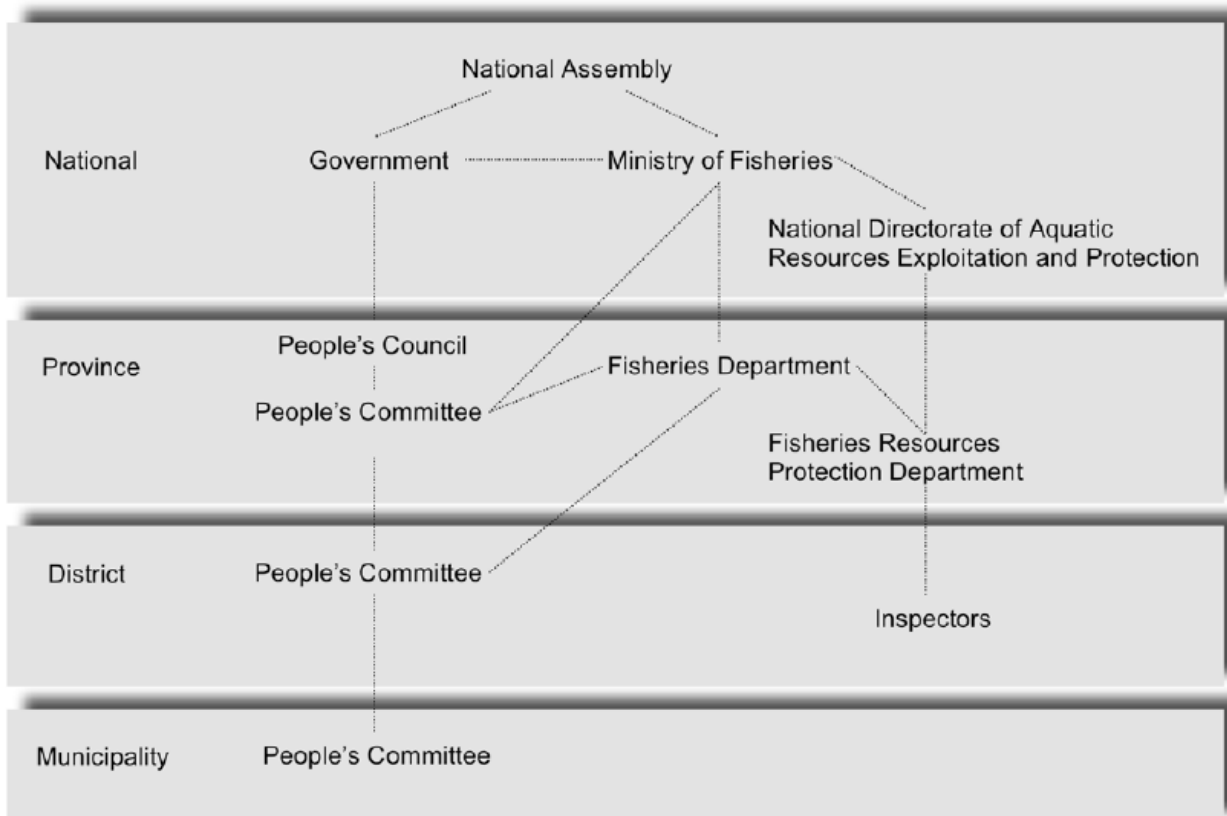 National Assembly
National
Government
Ministry of Fisheries
National Directorate of Aquatic
Resources Exploitation and Protection
People's Council
Province
Fisheries Department
People's Committee
Fisheries Resources
Protection Department
District
People's Committee
Inspectors
Municipality
People's Committee